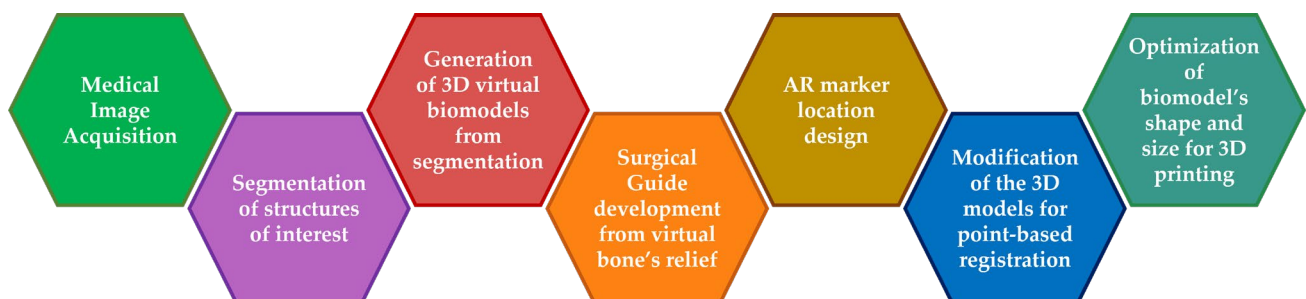 Medical
Image
Acquisition
Segmentation
of structures
of interest
Generation
of 3D virtual
biomodels
from
segmentation
Surgical
Guide
development
from virtual
bone's relief
AR marker
location
design
Modification
of the 3D
models for
point-based
registration
Optimization
of
biomodel's
shape and
size for 3D
printing